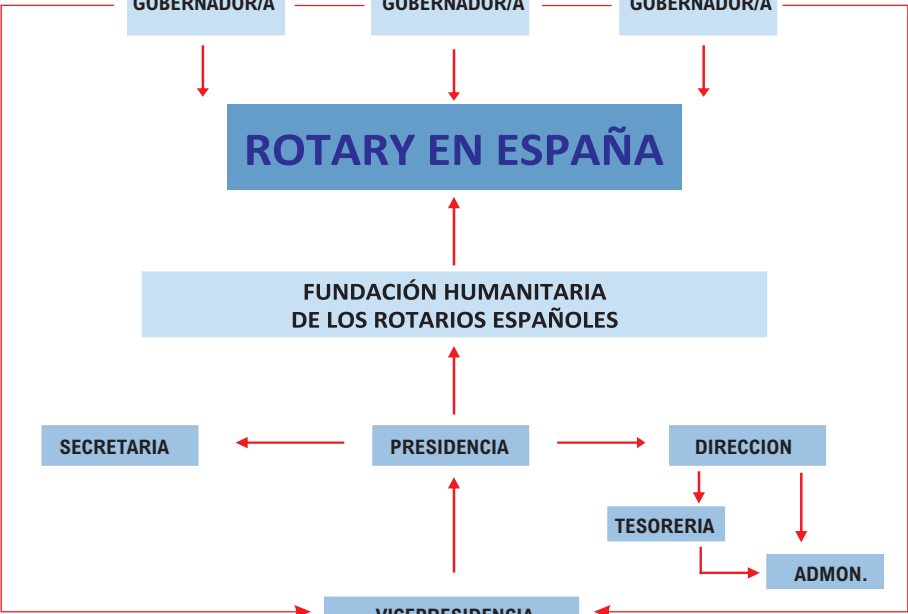 GOBERNADOR/A GOBERNADOR/A GOBERNADOR/A
ROTARY EN ESPAÑA
FUNDACIÓN HUMANITARIA
DE LOS ROTARIOS ESPAÑOLES
SECRETARIA PRESIDENCIA DIRECCION
TESORERIA
ADMON.
VICEPRESIDENCIA